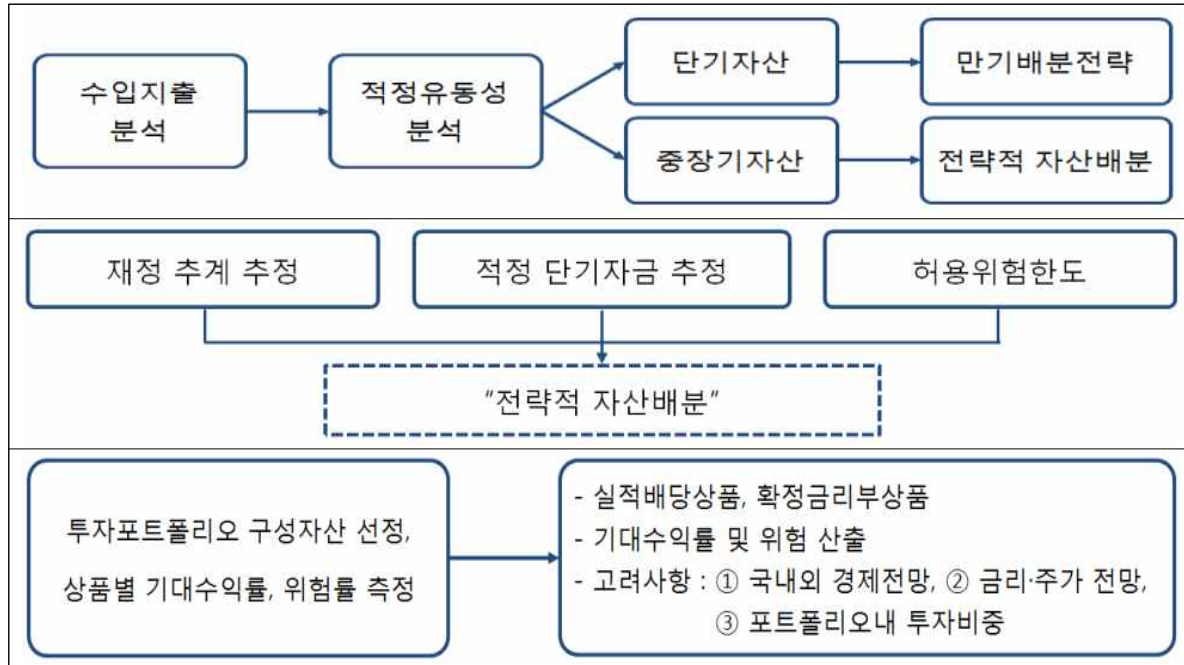 수입지출
분석
적정유동성
분석
단기자산
만기배분전략
중장기자산
전략적 자산배분
재정 추계 추정
적정 단기자금 추정
허용위험한도
"전략적 자산배분"
투자포트폴리오 구성자산 선정,
상품별 기대수익률, 위험률 측정
- 실적배당상품, 확정금리부상품
- 기대수익률 및 위험 산출
- 고려사항 : ① 국내외 경제전망, ② 금리·주가 전망,
③ 포트폴리오내 투자비중